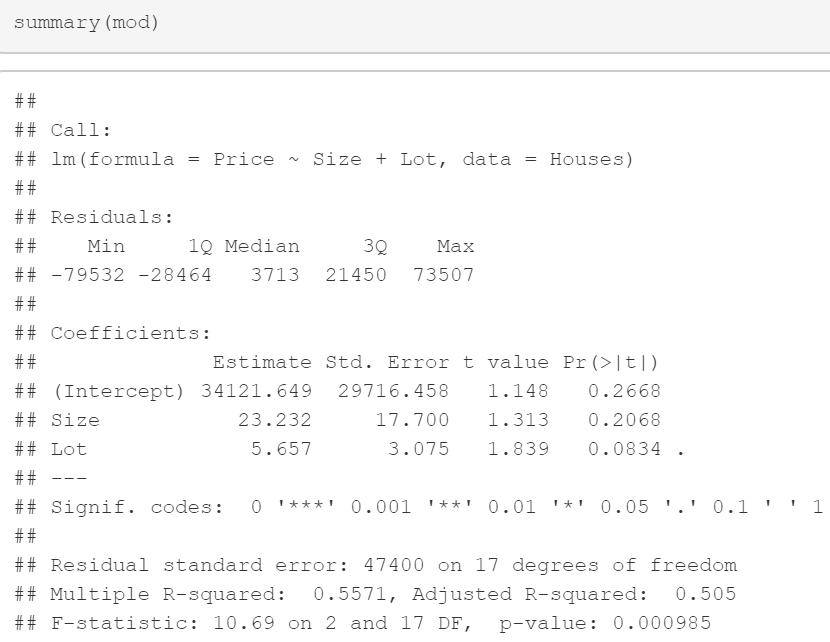 summary(mod)
##
## Call:
## lm(formula = Price ~ Size + Lot, data = Houses)
##
## Residuals:
##    Min     1Q Median     3Q    Max
## -79532 -28464   3713  21450  73507
##
## Coefficients:
##              Estimate Std. Error t value Pr(>|t|)
## (Intercept) 34121.649  29716.458   1.148   0.2668
## Size           23.232     17.700   1.313   0.2068
## Lot             5.657      3.075   1.839   0.0834 .
## ---
## Signif. codes:  0 '***' 0.001 '**' 0.01 '*' 0.05 '.' 0.1 ' ' 1
##
## Residual standard error: 47400 on 17 degrees of freedom
## Multiple R-squared:  0.5571, Adjusted R-squared:  0.505
## F-statistic: 10.69 on 2 and 17 DF,  p-value: 0.000985